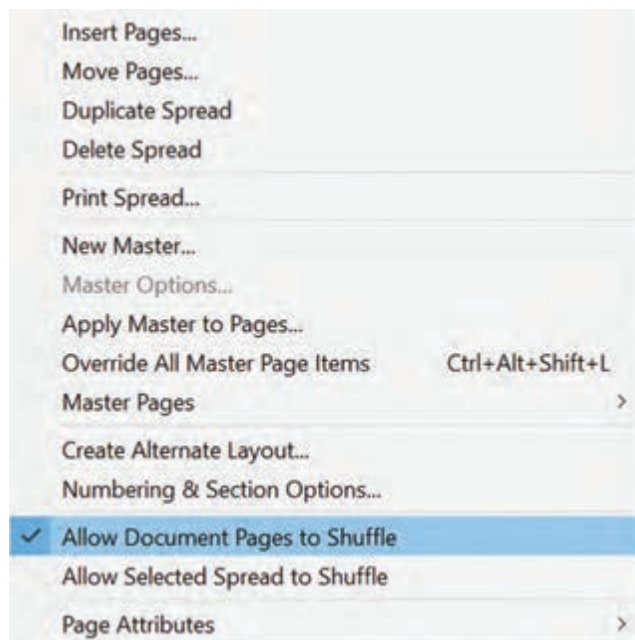 Insert Pages...
Move Pages...
Duplicate Spread
Delete Spread
Print Spread...
New Master...
Master Options...
Apply Master to Pages...
Override All Master Page Items Ctrl+Alt+Shift+L
Master Pages >
Create Alternate Layout...
Numbering & Section Options...
✓ Allow Document Pages to Shuffle
Allow Selected Spread to Shuffle
Page Attributes >